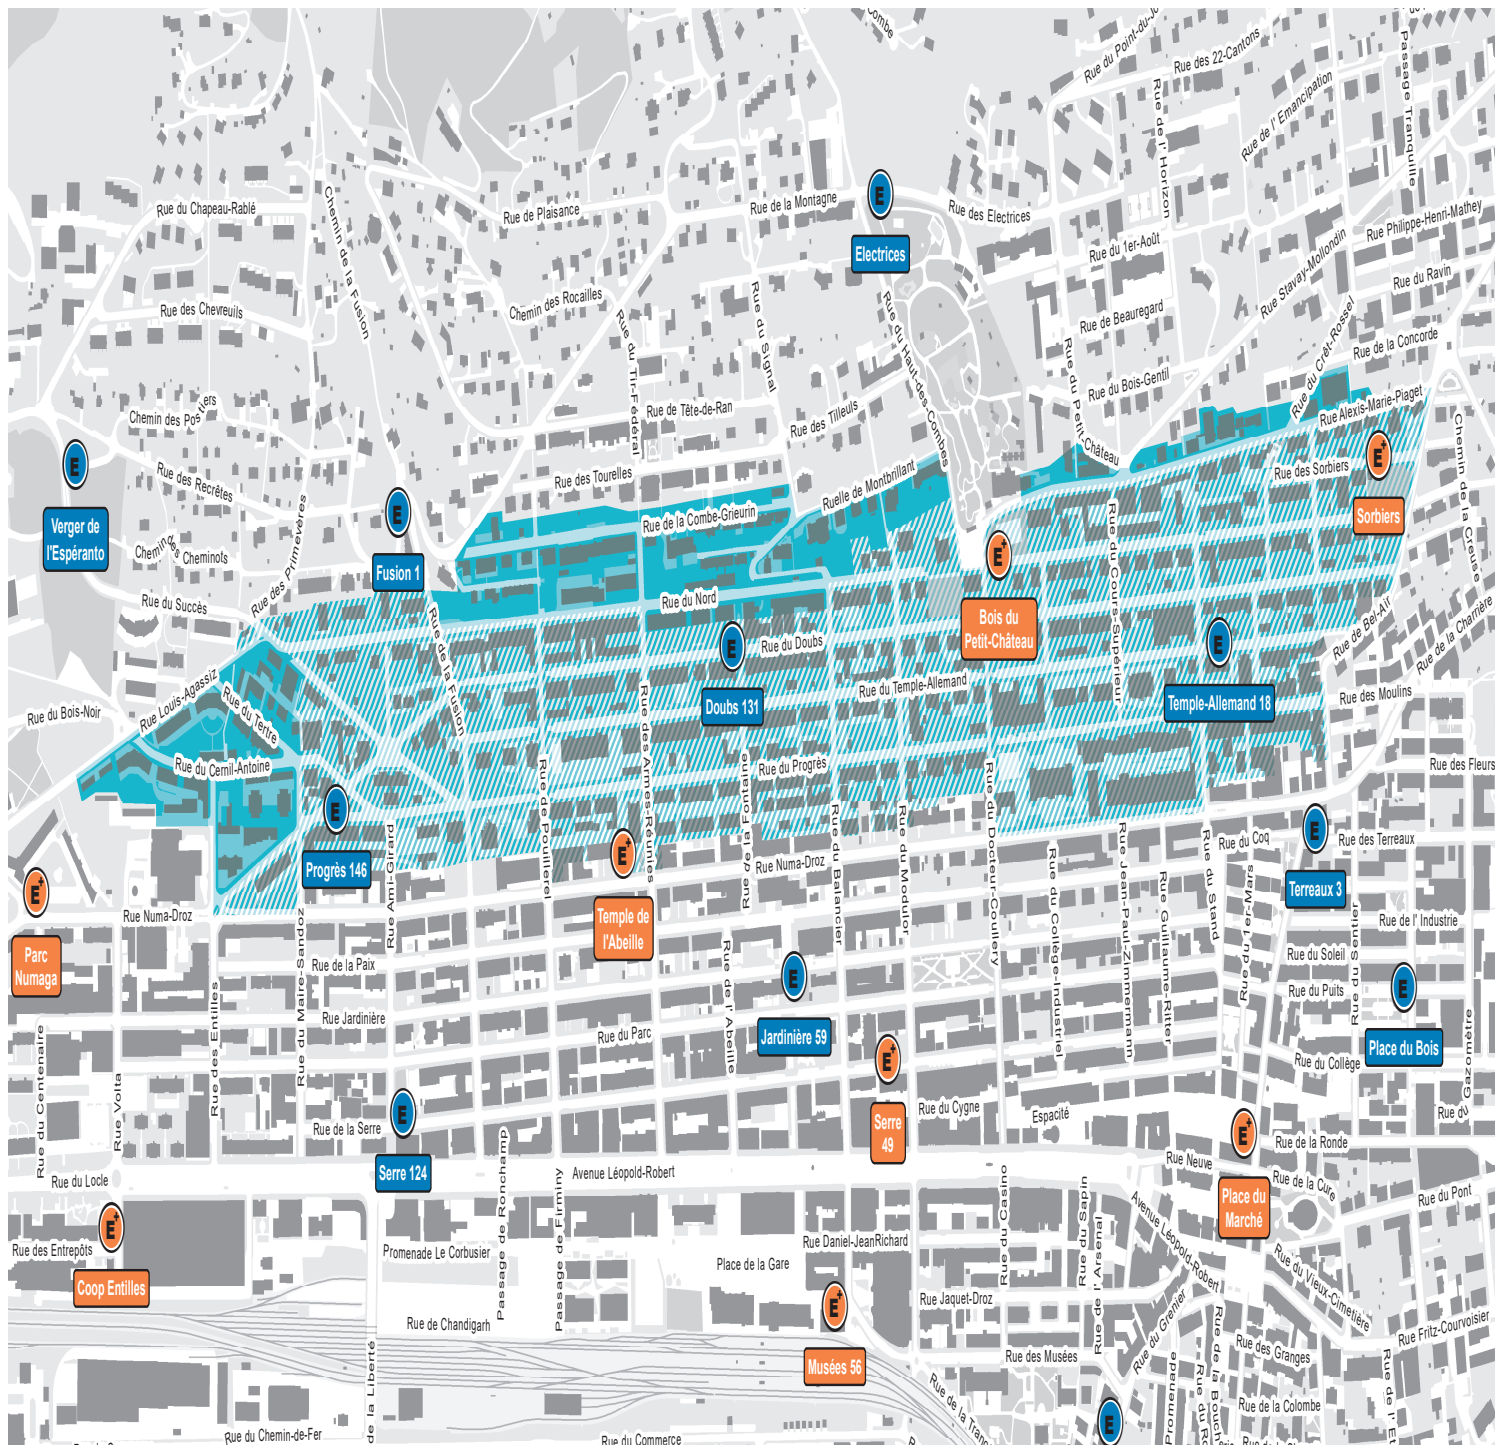 Combe
Rue du Point-du-Jo
Rue des 22-Cantons
Passage Tranquille
Rue de l' Emancipation
Rue de l' Horizon
Rue du Chapeau-Rablé
Chemin de la Fusion
Rue de Plaisance
Rue de la Montagne
E
Electrices
Rue des Electrices
Rue du 1er-Août
Rue Philippe-Henri-Mathey
Rue Stavay-Mollondin
Rue du Ravin
Rue des Chevreuils
Chemin des Rocailles
Rue du Tir-Fédéral
Rue du Signal
Rue du Haut-des-Combes
Rue de Beauregard
Rue du Crêt-Rossel
Rue de la Concorde
Rue du Petit-
Château
Rue du Bois-Gentil
Rue Alexis-Marie-Piaget
Chemin des Postiers
Rue de Tête-de-Ran
Rue des Tilleuls
Chemin de la Creuse
E
Verger de
l'Espéranto
Rue des Recrêtes
Rue des Tourelles
Ruelle de Montbrillant
Rue des Sorbiers
E+
Sorbiers
Rue des Primevères
E
Fusion 1
Rue de la Combe-Grieurin
Rue du Cours-Supérieur
Chemin des Cheminots
E+
Bois du
Petit-Château
Rue du Succès
Rue du Nord
Rue de la Fusion
E
Doubs 131
Rue du Doubs
E
Temple-Allemand 18
Rue de Bel-Air
Rue de la Charrière
Rue Louis-Agassiz
Rue du Tertre
Rue du Temple-Allemand
Rue des Moulins
Rue du Bois-Noir
Rue du Cernil-Antoine
Rue de Pouillerel
Rue des Armes-Réunies
Rue de la Fontaine
Rue du Progrès
Rue des Fleurs
E
Progrès 146
Rue Ami-Girard
E+
Temple de
l'Abeille
Rue Numa-Droz
Rue du Balancier
Rue du Modulor
Rue du Docteur-Coullery
Rue du Collège-Industriel
Rue Jean-Paul-Zimmermann
Rue Guillaume-Ritter
Rue du Stand
Rue du Coq
E
Terreaux 3
Rue des Terreaux
E+
Parc
Numaga
Rue Numa-Droz
Rue du Maire Sandoz
Rue de la Paix
Rue de l' Abeille
Rue du 1er-Mars
Rue de l' Industrie
Rue du Soleil
Rue du Sentier
Rue du Puits
E
Place du Bois
Rue des Entilles
Rue Jardinière
E
Jardinière 59
Rue du Parc
E+
Serre
49
Rue du Collège
Gazomètre
Rue du Centenaire
Rue Volta
E
Serre 124
Rue de la Serre
Rue du Cygne
Espacité
E+
Place du
Marché
Rue de la Ronde
Rue d
Rue du Locle
Avenue Léopold-Robert
Rue Neuve
Rue de la Cure
Rue du Pont
E+
Coop Entilles
Rue des Entrepôts
Passage de Ronchamp
Passage de Firminy
Promenade Le Corbusier
Rue Daniel-JeanRichard
Place de la Gare
Rue du Casino
Rue du Sapin
Rue de l' Arsenal
Avenue Léopold-Robert
Rue du Vieux-Cimetière
E+
Musées 56
Rue Jaquet-Droz
Rue du Grenier
Rue de Chandigarh
Rue des Musées
Rue des Granges
Rue Fritz-Courvoisier
de la Liberté
Rue de la Tranc
Promenade
Rue du Ro
Rue de la Bouch
Rue de la Colombe
Rue de l' Et
Rue du Chemin-de-Fer
Rue du Commerce
E